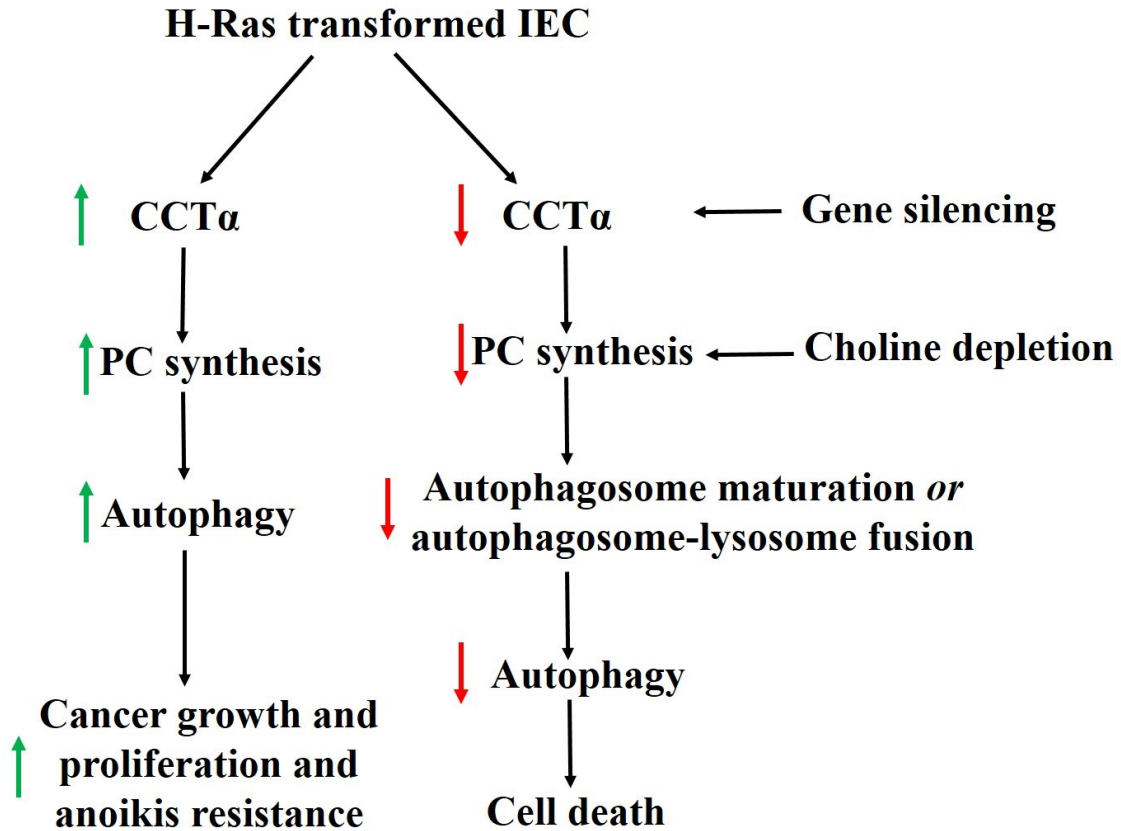 H-Ras transformed IEC
CCTα
CCTα
Gene silencing
PC synthesis
PC synthesis
Choline depletion
Autophagy
Autophagosome maturation or
autophagosome-lysosome fusion
Autophagy
Cancer growth and
proliferation and
anoikis resistance
Cell death